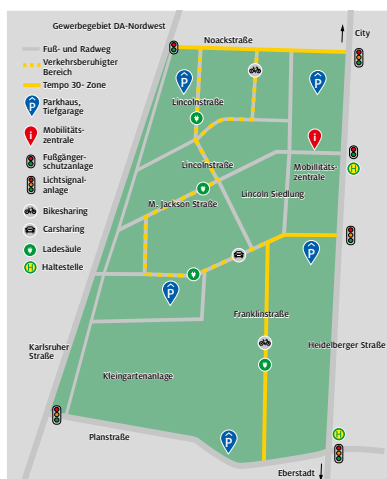 Gewerbegebiet DA-Nordwest
City
Noackstraße
Fuß- und Radweg
Verkehrsberuhigter
Bereich
Tempo 30- Zone
Parkhaus,
Tiefgarage
Mobilitäts-
zentrale
Fußgänger-
schutzanlage
Lichtsignal-
anlage
Bikesharing
Carsharing
Ladesäule
H Haltestelle
P
P
Lincolnstraße
i
Lincolnstraße
Mobilitäts-
zentrale
H
Lincoln Siedlung
M. Jackson Straße
P
P
Franklinstraße
Karlsruher
Straße
Heidelberger Straße
Kleingartenanlage
Planstraße
P
H
Eberstadt